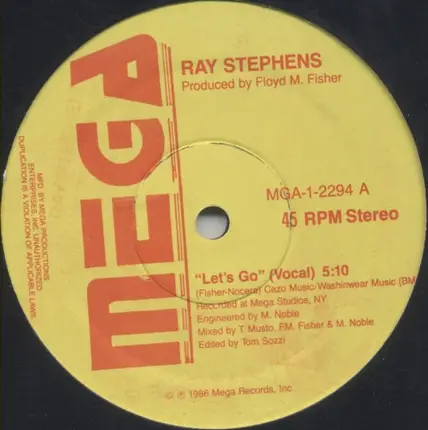 MEGA
RAY STEPHENS
Produced by Floyd M. Fisher
MGA-1-2294 A
45 RPM Stereo
"Let's Go" (Vocal) 5:10
(Fisher-Nocera) Cazo Music/Washinwear Music (BM
Recorded at Mega Studios, NY
Engineered by M. Noble
Mixed by T. Musto, F.M. Fisher & M. Noble
Edited by Tom Sozzi
MFG. BY MEGA PRODUCTIONS
ENTERPRISES, INC. UNAUTHORIZED
DUPLICATION IS A VIOLATION OF APPLICABLE LAWS
© ℗ 1986 Mega Records, Inc